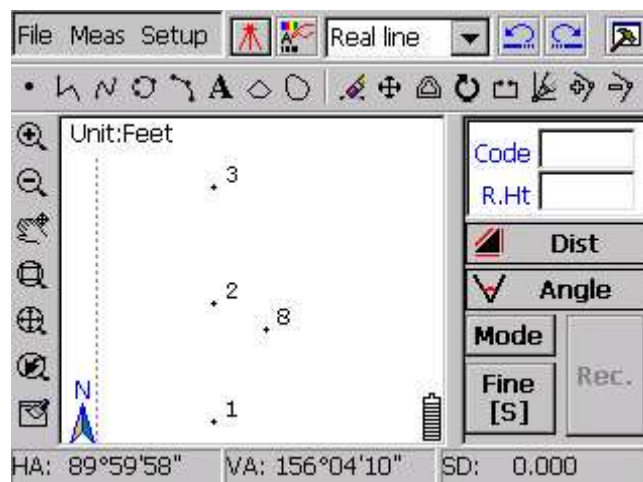 File Meas Setup Real line
A
Unit:Feet
3
2
8
1
N
Code
R.Ht
Dist
Angle
Mode
Fine
[S]
Rec.
HA: 89°59'58" VA: 156°04'10" SD: 0.000